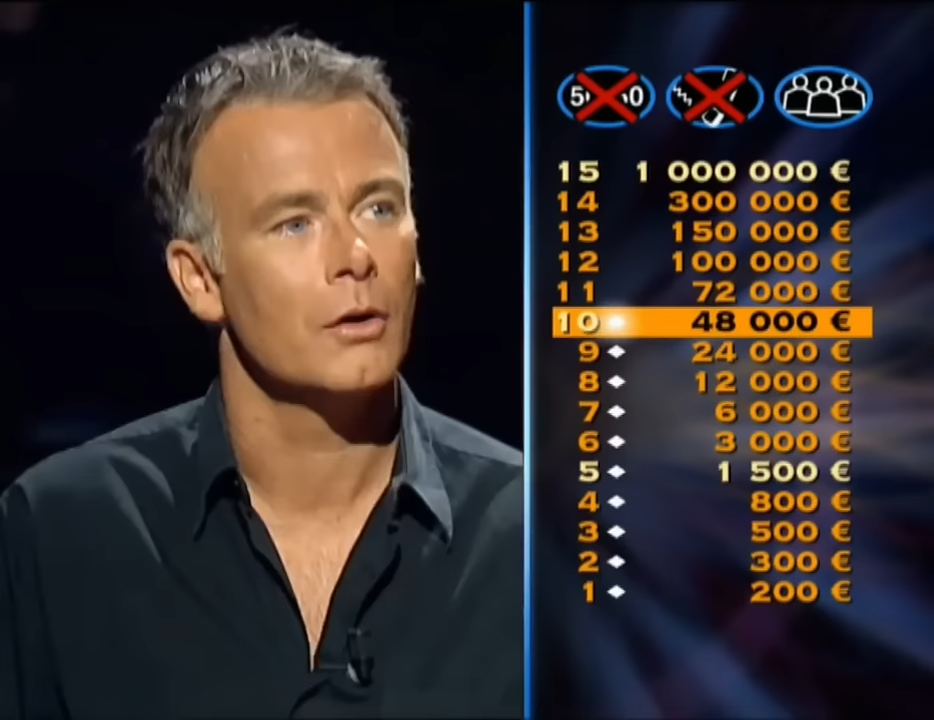 15 1 000 000 €
14 300 000 €
13 150 000 €
12 100 000 €
11 72 000 €
10 48 000 €
9 24 000 €
8 12 000 €
7 6 000 €
6 3 000 €
5 1 500 €
4 800 €
3 500 €
2 300 €
1 200 €